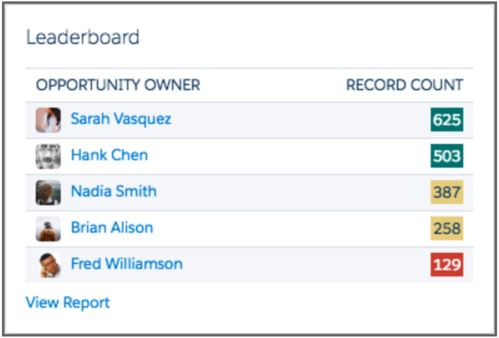 Leaderboard
OPPORTUNITY OWNER RECORD COUNT
Sarah Vasquez 625
Hank Chen 503
Nadia Smith 387
Brian Alison 258
Fred Williamson 129
View Report